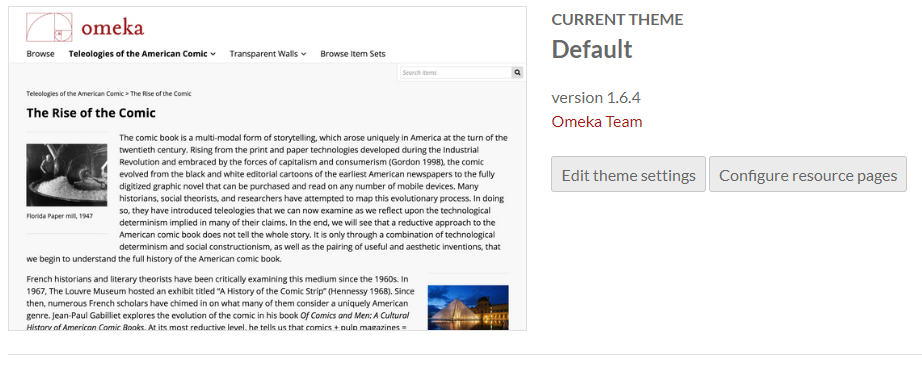 omeka
Browse Teleologies of the American Comic Transparent Walls Browse Item Sets
Search items
Teleologies of the American Comic > The Rise of the Comic
The Rise of the Comic
The comic book is a multi-modal form of storytelling, which arose uniquely in America at the turn of the
twentieth century. Rising from the print and paper technologies developed during the Industrial
Revolution and embraced by the forces of capitalism and consumerism (Gordon 1998), the comic
evolved from the black and white editorial cartoons of the earliest American newspapers to the fully
digitized graphic novel that can be purchased and read on any number of mobile devices. Many
historians, social theorists, and researchers have attempted to map this evolutionary process. In doing
so, they have introduced teleologies that we can now examine as we reflect upon the technological
determinism implied in many of their claims. In the end, we will see that a reductive approach to the
American comic book does not tell the whole story. It is only through a combination of technological
determinism and social constructionism, as well as the pairing of useful and aesthetic inventions, that
we begin to understand the full history of the American comic book.
Florida Paper mill, 1947
French historians and literary theorists have been critically examining this medium since the 1960s. In
1967, The Louvre Museum hosted an exhibit titled "A History of the Comic Strip" (Hennessy 1968). Since
then, numerous French scholars have chimed in on what many of them consider a uniquely American
genre. Jean-Paul Gabilliet explores the evolution of the comic in his book Of Comics and Men: A Cultural
History of American Comic Books. At its most reductive level, he tells us that comics + pulp magazines =
CURRENT THEME
Default
version 1.6.4
Omeka Team
Edit theme settings
Configure resource pages